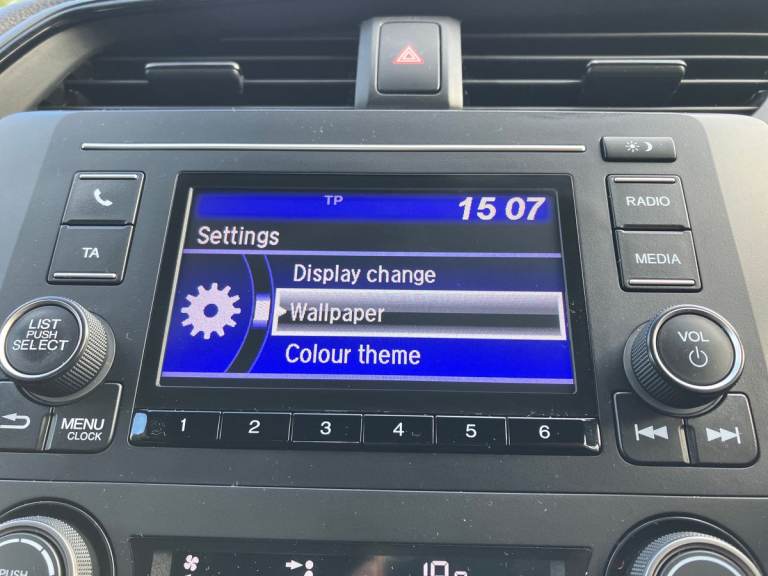 TP
15 07
Settings
Display change
Wallpaper
Colour theme
RADIO
MEDIA
TA
LIST
PUSH
SELECT
VOL
MENU
CLOCK
1 2 3 4 5 6
PUSH